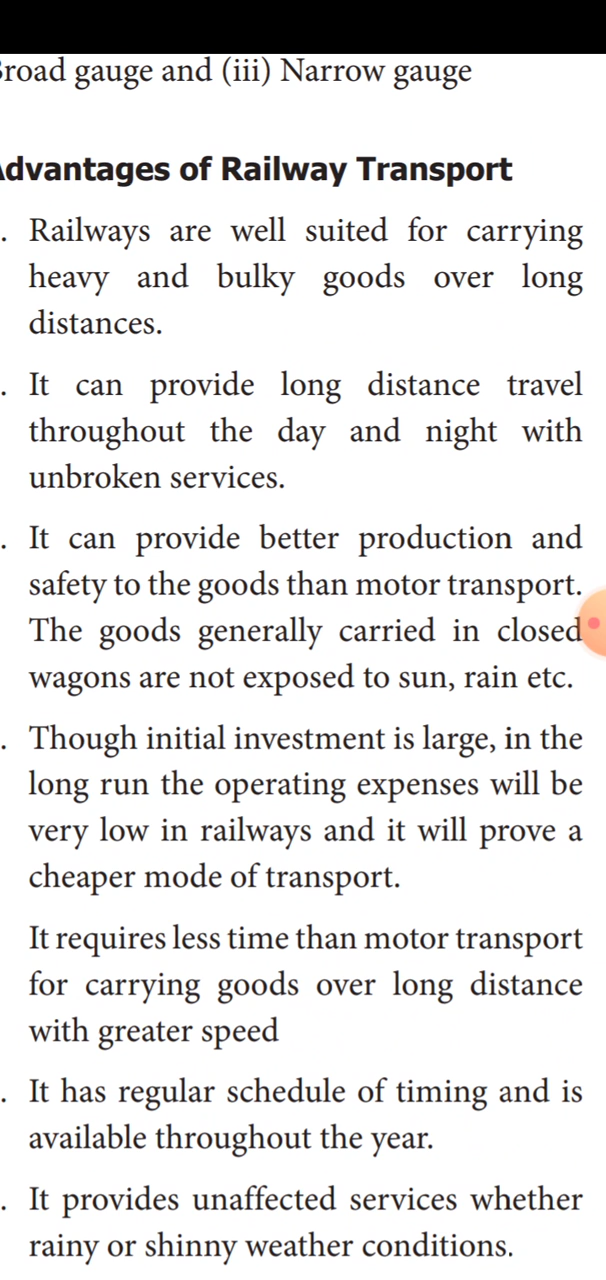 Broad gauge and (iii) Narrow gauge
Advantages of Railway Transport
. Railways are well suited for carrying
heavy and bulky goods over long
distances.
. It can provide long distance travel
throughout the day and night with
unbroken services.
. It can provide better production and
safety to the goods than motor transport.
The goods generally carried in closed
wagons are not exposed to sun, rain etc.
. Though initial investment is large, in the
long run the operating expenses will be
very low in railways and it will prove a
cheaper mode of transport.
It requires less time than motor transport
for carrying goods over long distance
with greater speed
. It has regular schedule of timing and is
available throughout the year.
. It provides unaffected services whether
rainy or shinny weather conditions.